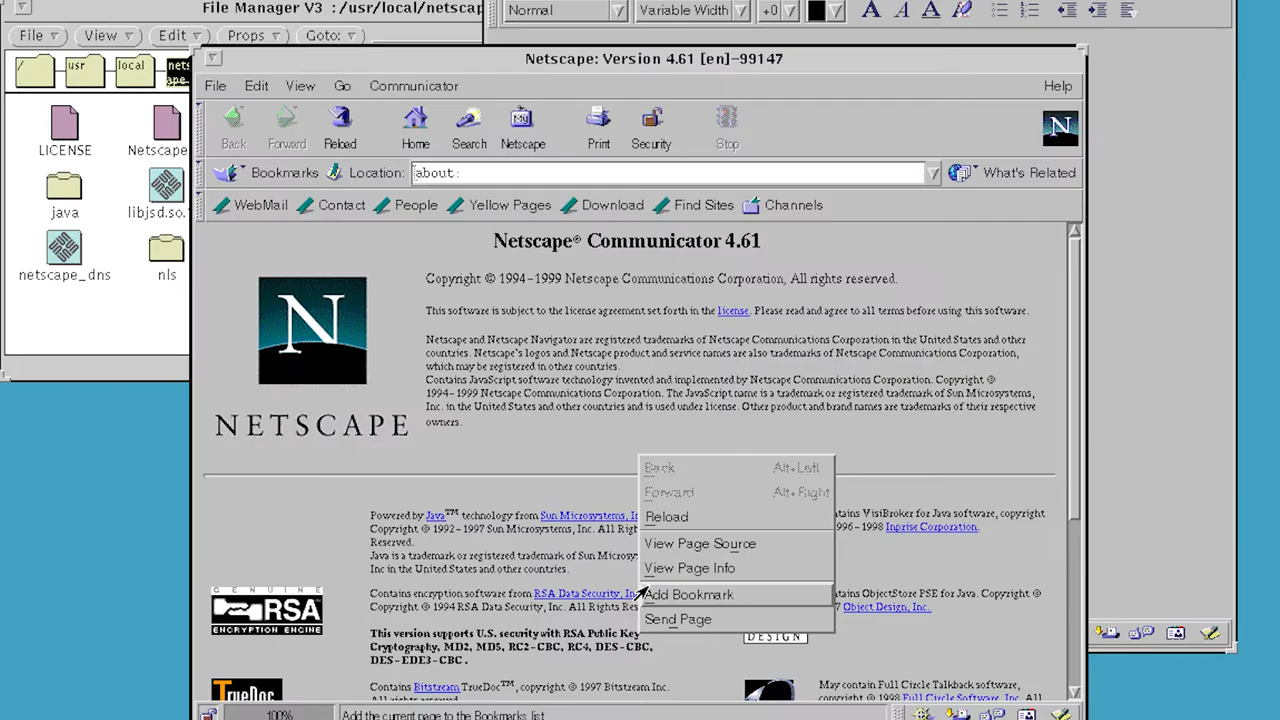 File Manager V3 :/usr/local/netscap
Normal
Variable Width
+0
File View Edit Props Goto:
/ usr local nets
ape
LICENSE
Netscape
java
libjsd.so.
netscape_dns
nls
Netscape: Version 4.61 [en]-99147
File Edit View Go Communicator Help
Back Forward Reload Home Search Netscape Print Security Stop
My
N
Bookmarks Location: about: What's Related
WebMail Contact People Yellow Pages Download Find Sites Channels
Netscape® Communicator 4.61
N
NETSCAPE
Copyright © 1994-1999 Netscape Communications Corporation, All rights reserved.
This software is subject to the license agreement set forth in the license. Please read and agree to all terms before using this software.
Netscape and Netscape Navigator are registered trademarks of Netscape Communications Corporation in the United States and other
countries. Netscape's logos and Netscape product and service names are also trademarks of Netscape Communications Corporation,
which may be registered in other countries.
Contains JavaScript software technology invented and implemented by Netscape Communications Corporation. Copyright ©
1994-1999 Netscape Communications Corporation. The JavaScript name is a trademark or registered trademark of Sun Microsystems,
Inc. in the United States and other countries and is used under license. Other product and brand names are trademarks of their respective
owners.
Back Alt+Left
Forward Alt+Right
Reload
View Page Source
View Page Info
Add Bookmark
Send Page
Powered by Java™ technology from Sun Microsystems, I
Copyright © 1992-1997 Sun Microsystems, Inc. All Righ
Reserved.
Java is a trademark or registered trademark of Sun Microsy
Inc in the United States and other countries.
RSA
ENCRYPTION ENGINE
Contains encryption software from RSA Data Security, In
Copyright © 1994 RSA Data Security, Inc. All Rights Re
This version supports U.S. security with RSA Public Key
Cryptography, MD2, MD5, RC2-CBC, RC4, DES-CBC,
DES-EDE3-CBC.
TrueDoc
Contains Bitstream TrueDoc™, copyright © 1997 Bitstream Inc.
All rights reserved.
ntains VisiBroker technology, copyright
996-1998 Inprise Corporation.
ntains ObjectStore PSE for Java. Copyright ©
Object Design, Inc.
DESIGN
May contain Full Circle Talkback software,
copyright © 1998 Full Circle Software, Inc. All
100% Add the current page to the Bookmarks list